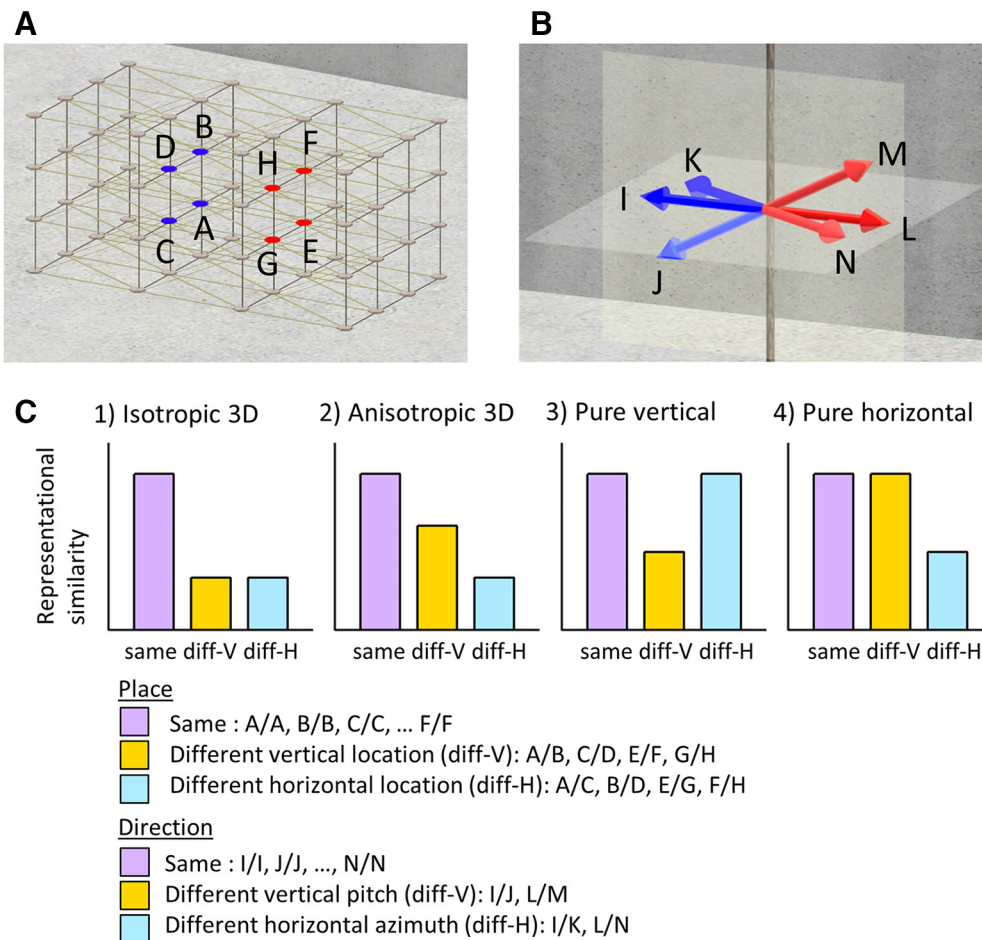 A
B
B
D
F
H
A
C
E
G
K
M
I
L
N
J
C
1) Isotropic 3D
2) Anisotropic 3D
3) Pure vertical
4) Pure horizontal
Representational
similarity
same diff-V diff-H
same diff-V diff-H
same diff-V diff-H
same diff-V diff-H
Place
Same : A/A, B/B, C/C, ... F/F
Different vertical location (diff-V): A/B, C/D, E/F, G/H
Different horizontal location (diff-H): A/C, B/D, E/G, F/H
Direction
Same : I/I, J/J, ..., N/N
Different vertical pitch (diff-V): I/J, L/M
Different horizontal azimuth (diff-H): I/K, L/N